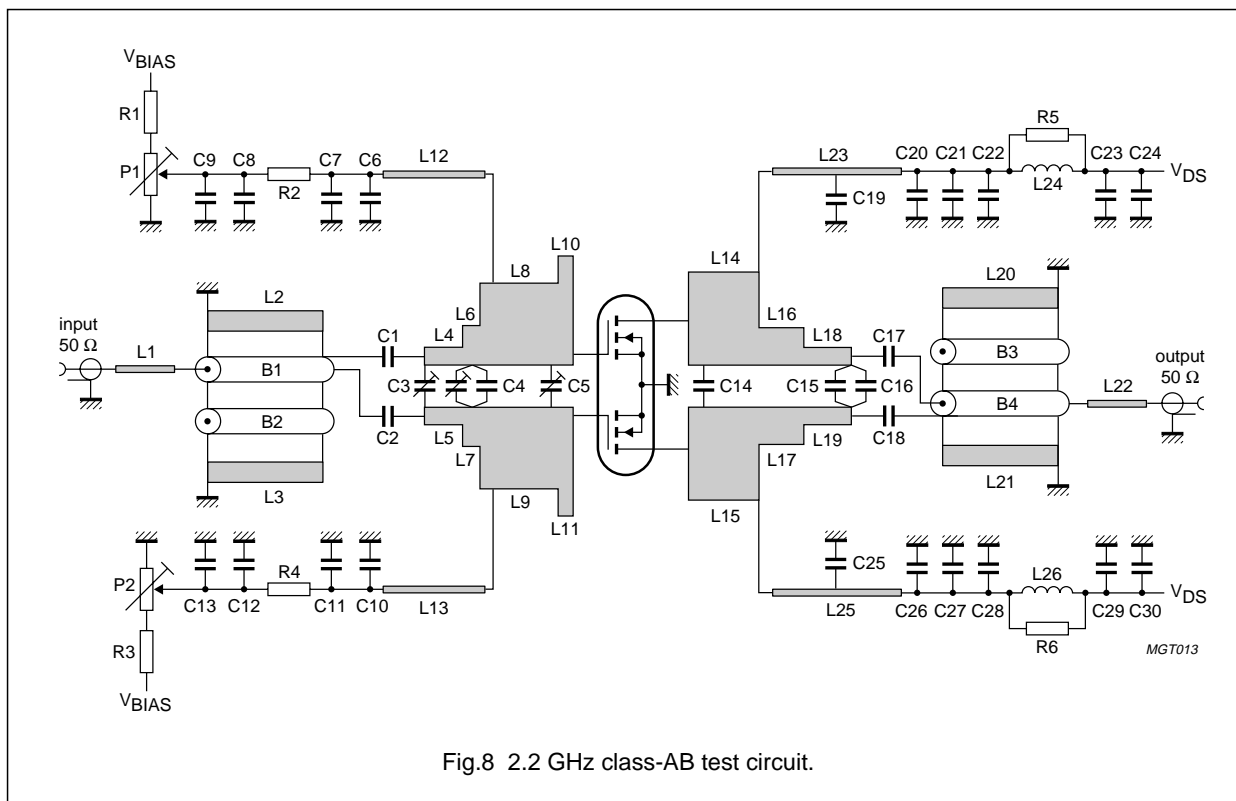 V_BIAS
R1
P1
C9 C8
R2
C7 C6
L12
L23
C19
C20 C21 C22
R5
L24
C23 C24
V_DS
L10
L8
L6
L4
L14
L16
L18
L20
input
50 Ω
L1
L2
B1
B2
L3
C1
C3
C4
C5
C2
L5
L7
L9
L11
C14
C15
C16
C17
C18
L19
L17
L15
B3
B4
L22
output
50 Ω
L21
P2
R3
V_BIAS
C13 C12
R4
C11 C10
L13
C25
L25
C26 C27 C28
L26
R6
C29 C30
V_DS
MGT013
Fig.8 2.2 GHz class-AB test circuit.